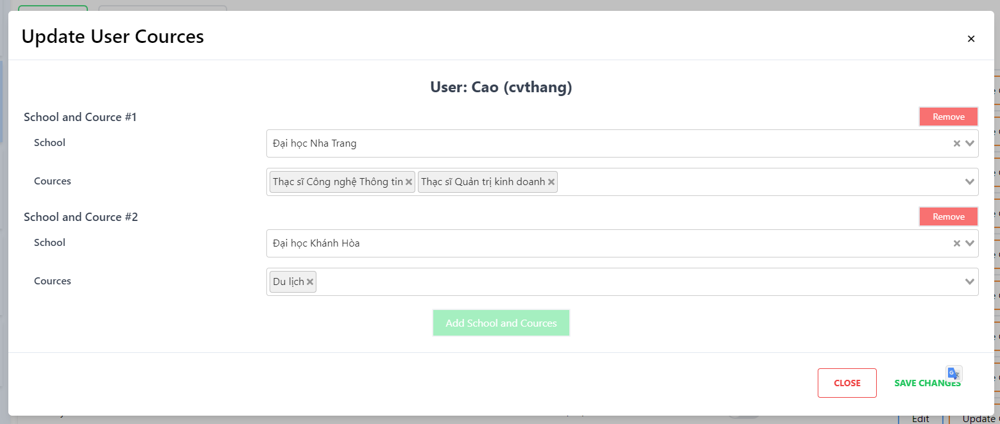 Update User Cources
×
User: Cao (cvthang)
School and Cource #1
Remove
School
Đại học Nha Trang
Cources
Thạc sĩ Công nghệ Thông tin
Thạc sĩ Quản trị kinh doanh
School and Cource #2
Remove
School
Đại học Khánh Hòa
Cources
Du lịch
Add School and Cources
CLOSE
SAVE CHANGES
Edit
Update